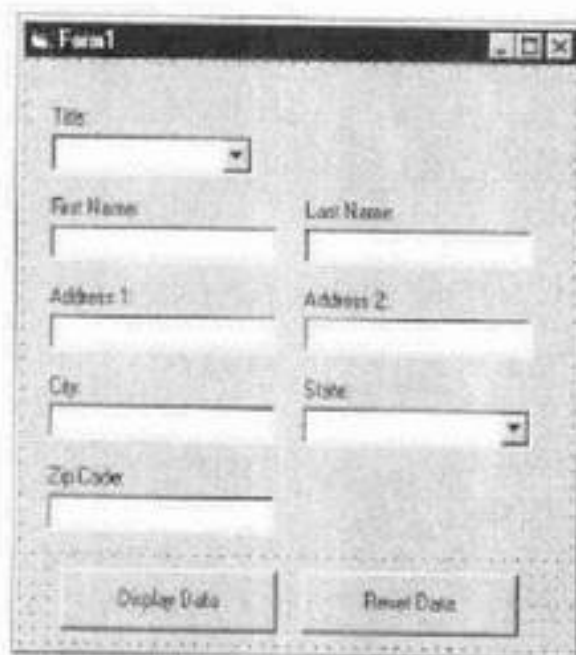 Form1
Title:
First Name: Last Name:
Address 1: Address 2:
City: State:
Zip Code:
Display Data Reset Data